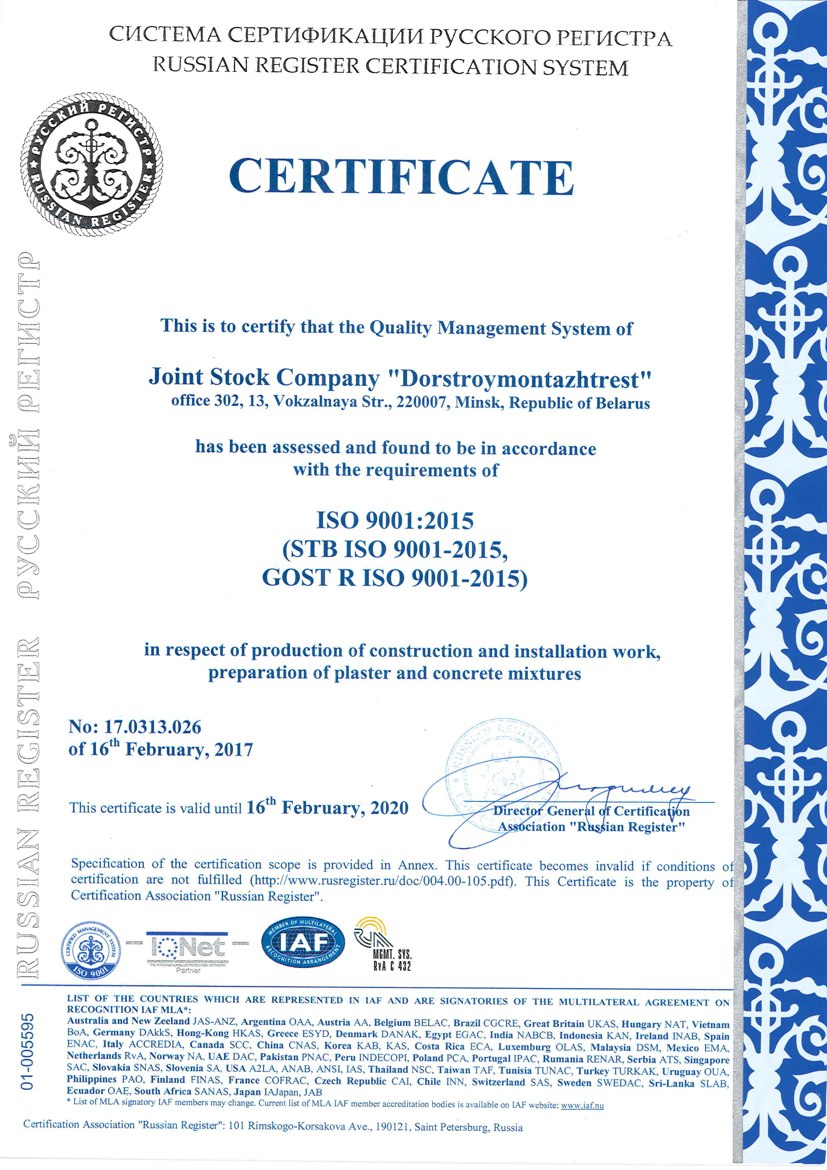 СИСТЕМА СЕРТИФИКАЦИИ РУССКОГО РЕГИСТРА
RUSSIAN REGISTER CERTIFICATION SYSTEM
РУССКИЙ РЕГИСТР
RUSSIAN REGISTER
CERTIFICATE
This is to certify that the Quality Management System of
Joint Stock Company "Dorstroymontazhtrest"
office 302, 13, Vokzalnaya Str., 220007, Minsk, Republic of Belarus
has been assessed and found to be in accordance
with the requirements of
ISO 9001:2015
(STB ISO 9001-2015,
GOST R ISO 9001-2015)
in respect of production of construction and installation work,
preparation of plaster and concrete mixtures
No: 17.0313.026
of 16th February, 2017
This certificate is valid until 16th February, 2020
RUSSIAN REGISTER
Director General of Certification
Association "Russian Register"
Specification of the certification scope is provided in Annex. This certificate becomes invalid if conditions of
certification are not fulfilled (http://www.rusregister.ru/doc/004.00-105.pdf). This Certificate is the property of
Certification Association "Russian Register".
CERTIFIED MANAGEMENT SYSTEM
ISO 9001
IQNet
THE INTERNATIONAL CERTIFICATION NETWORK
Partner
MEMBER OF MULTILATERAL
IAF
RECOGNITION ARRANGEMENT
MGMT. SYS.
RvA C 432
LIST OF THE COUNTRIES WHICH ARE REPRESENTED IN IAF AND ARE SIGNATORIES OF THE MULTILATERAL AGREEMENT ON
RECOGNITION IAF MLA*:
Australia and New Zeeland JAS-ANZ, Argentina OAA, Austria AA, Belgium BELAC, Brazil CGCRE, Great Britain UKAS, Hungary NAT, Vietnam
BoA, Germany DAkkS, Hong-Kong HKAS, Greece ESYD, Denmark DANAK, Egypt EGAC, India NABCB, Indonesia KAN, Ireland INAB, Spain
ENAC, Italy ACCREDIA, Canada SCC, China CNAS, Korea KAB, KAS, Costa Rica ECA, Luxemburg OLAS, Malaysia DSM, Mexico EMA,
Netherlands RvA, Norway NA, UAE DAC, Pakistan PNAC, Peru INDECOPI, Poland PCA, Portugal IPAC, Rumania RENAR, Serbia ATS, Singapore
SAC, Slovakia SNAS, Slovenia SA, USA A2LA, ANAB, ANSI, IAS, Thailand NSC, Taiwan TAF, Tunisia TUNAC, Turkey TURKAK, Uruguay OUA,
Philippines PAO, Finland FINAS, France COFRAC, Czech Republic CAI, Chile INN, Switzerland SAS, Sweden SWEDAC, Sri-Lanka SLAB,
Ecuador OAE, South Africa SANAS, Japan IAJapan, JAB
* List of MLA signatory IAF members may change. Current list of MLA IAF member accreditation bodies is available on IAF website: www.iaf.nu
Certification Association "Russian Register": 101 Rimskogo-Korsakova Ave., 190121, Saint Petersburg, Russia
RUSSIAN REGISTER РУССКИЙ РЕГИСТР
01-005595